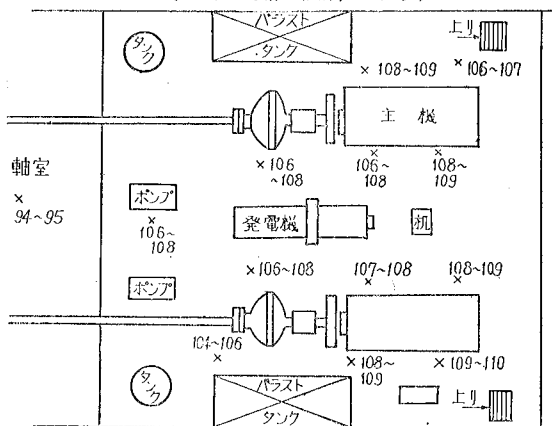 バラスト
タンク
タンク
上リ
× 108~109
× 106~107
主 機
軸室
×
94~95
×106
~108
×
106~
108
×
108~
109
ポンプ
×
106~
108
発電機
机
ポンプ
×106~108
107~108
×
108~109
×
104~106
×
×108~
109
×109~110
タンク
バラスト
タンク
上リ